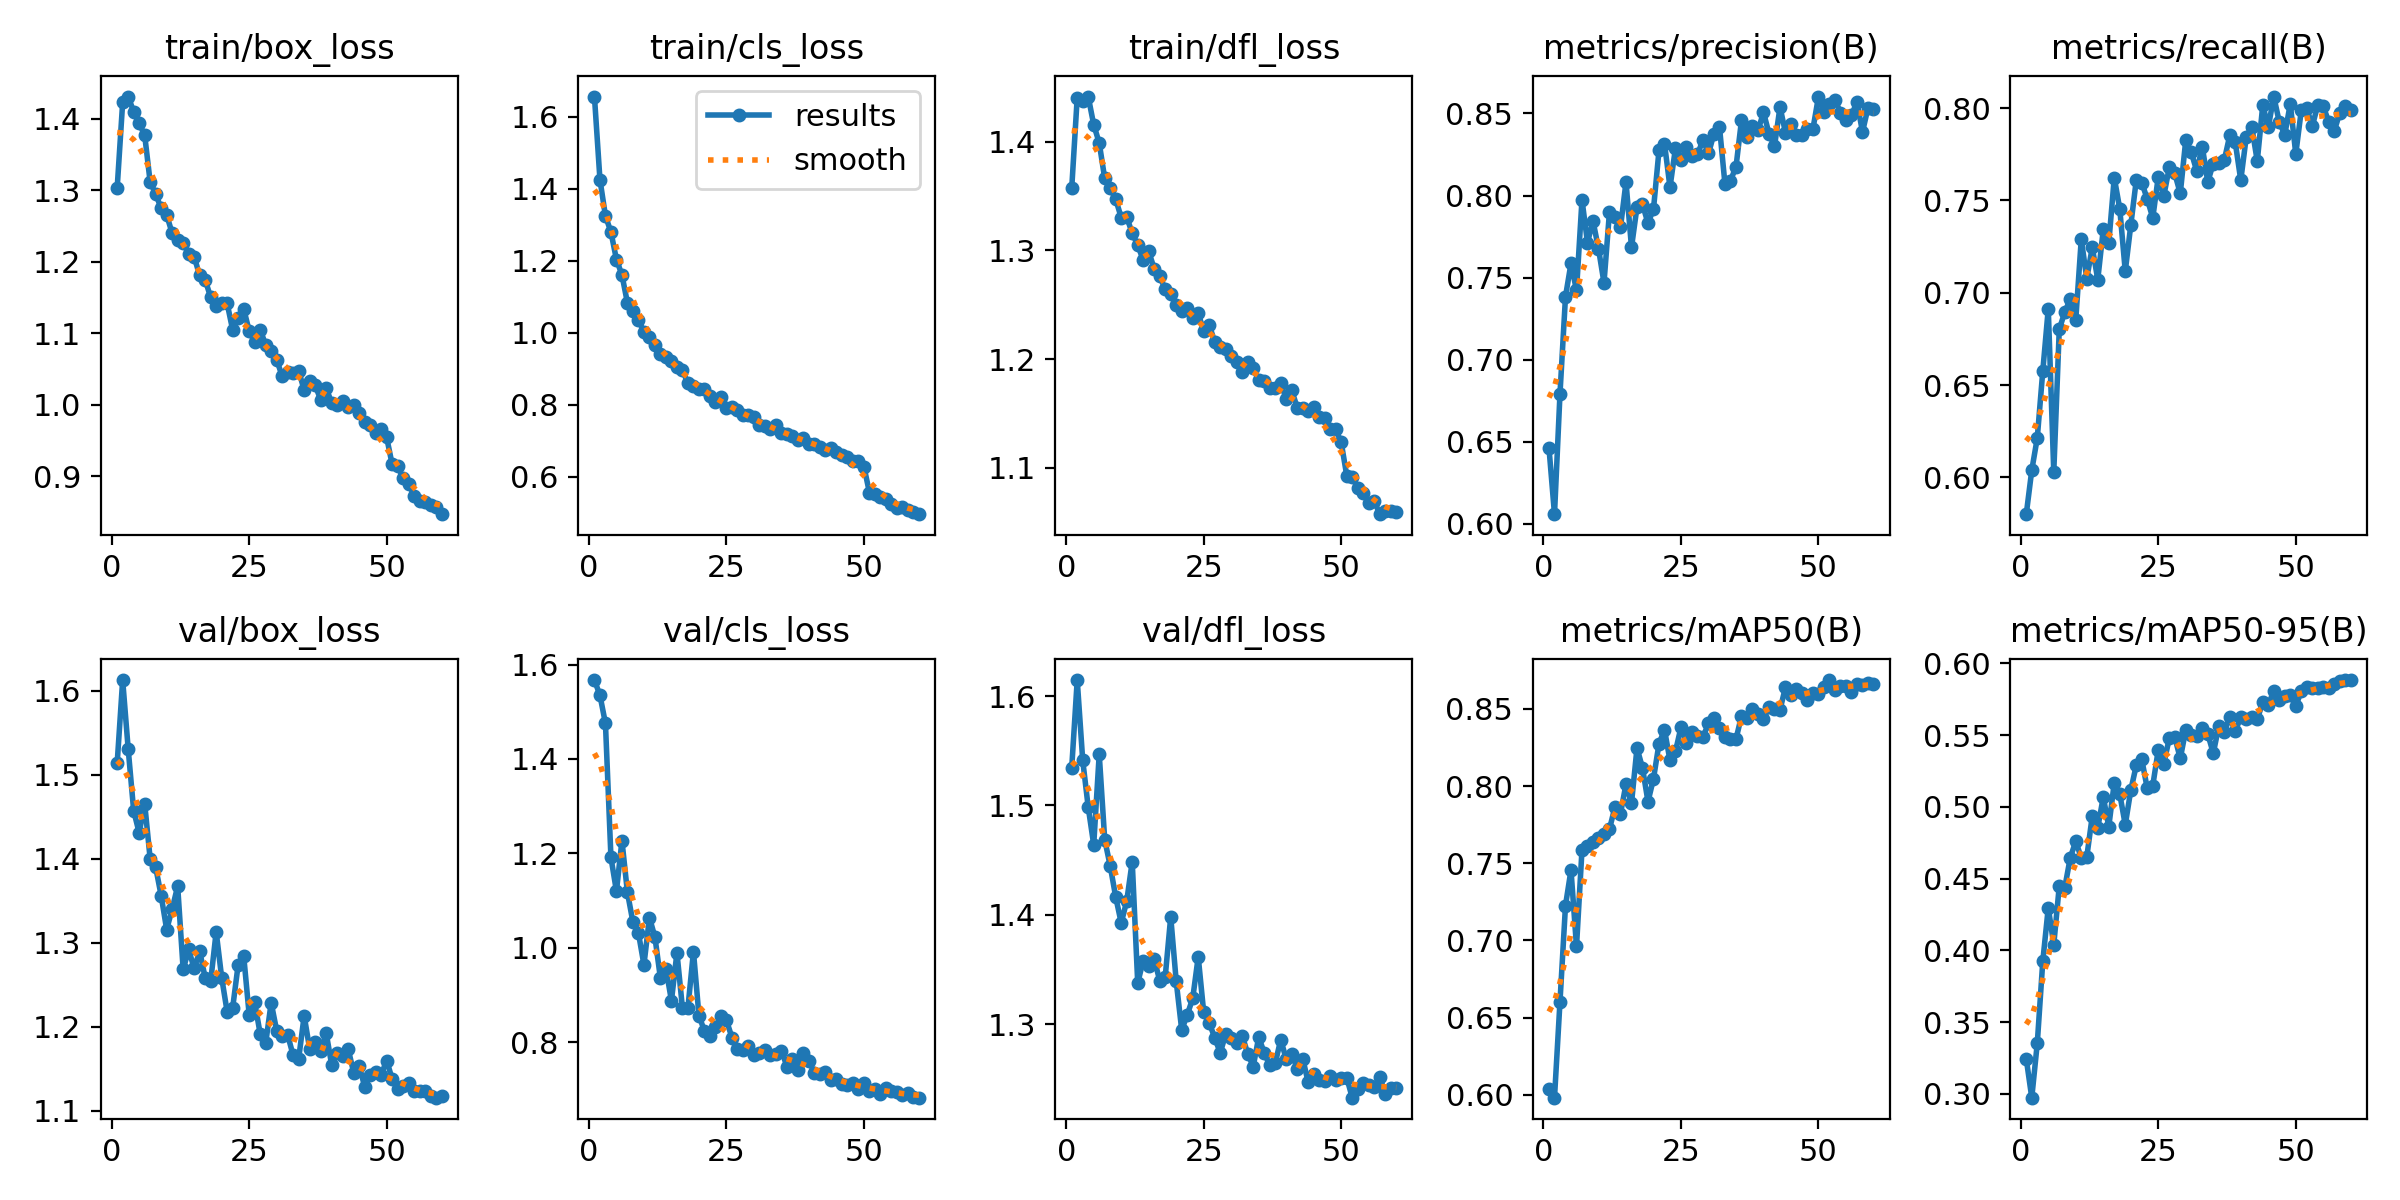 train/box_loss
1.4
1.3
1.2
1.1
1.0
0.9
0 25 50
train/cls_loss
results
smooth
1.6
1.4
1.2
1.0
0.8
0.6
0 25 50
train/dfl_loss
1.4
1.3
1.2
1.1
0 25 50
metrics/precision(B)
0.85
0.80
0.75
0.70
0.65
0.60
0 25 50
metrics/recall(B)
0.80
0.75
0.70
0.65
0.60
0 25 50
val/box_loss
1.6
1.5
1.4
1.3
1.2
1.1
0 25 50
val/cls_loss
1.6
1.4
1.2
1.0
0.8
0 25 50
val/dfl_loss
1.6
1.5
1.4
1.3
0 25 50
metrics/mAP50(B)
0.85
0.80
0.75
0.70
0.65
0.60
0 25 50
metrics/mAP50-95(B)
0.60
0.55
0.50
0.45
0.40
0.35
0.30
0 25 50